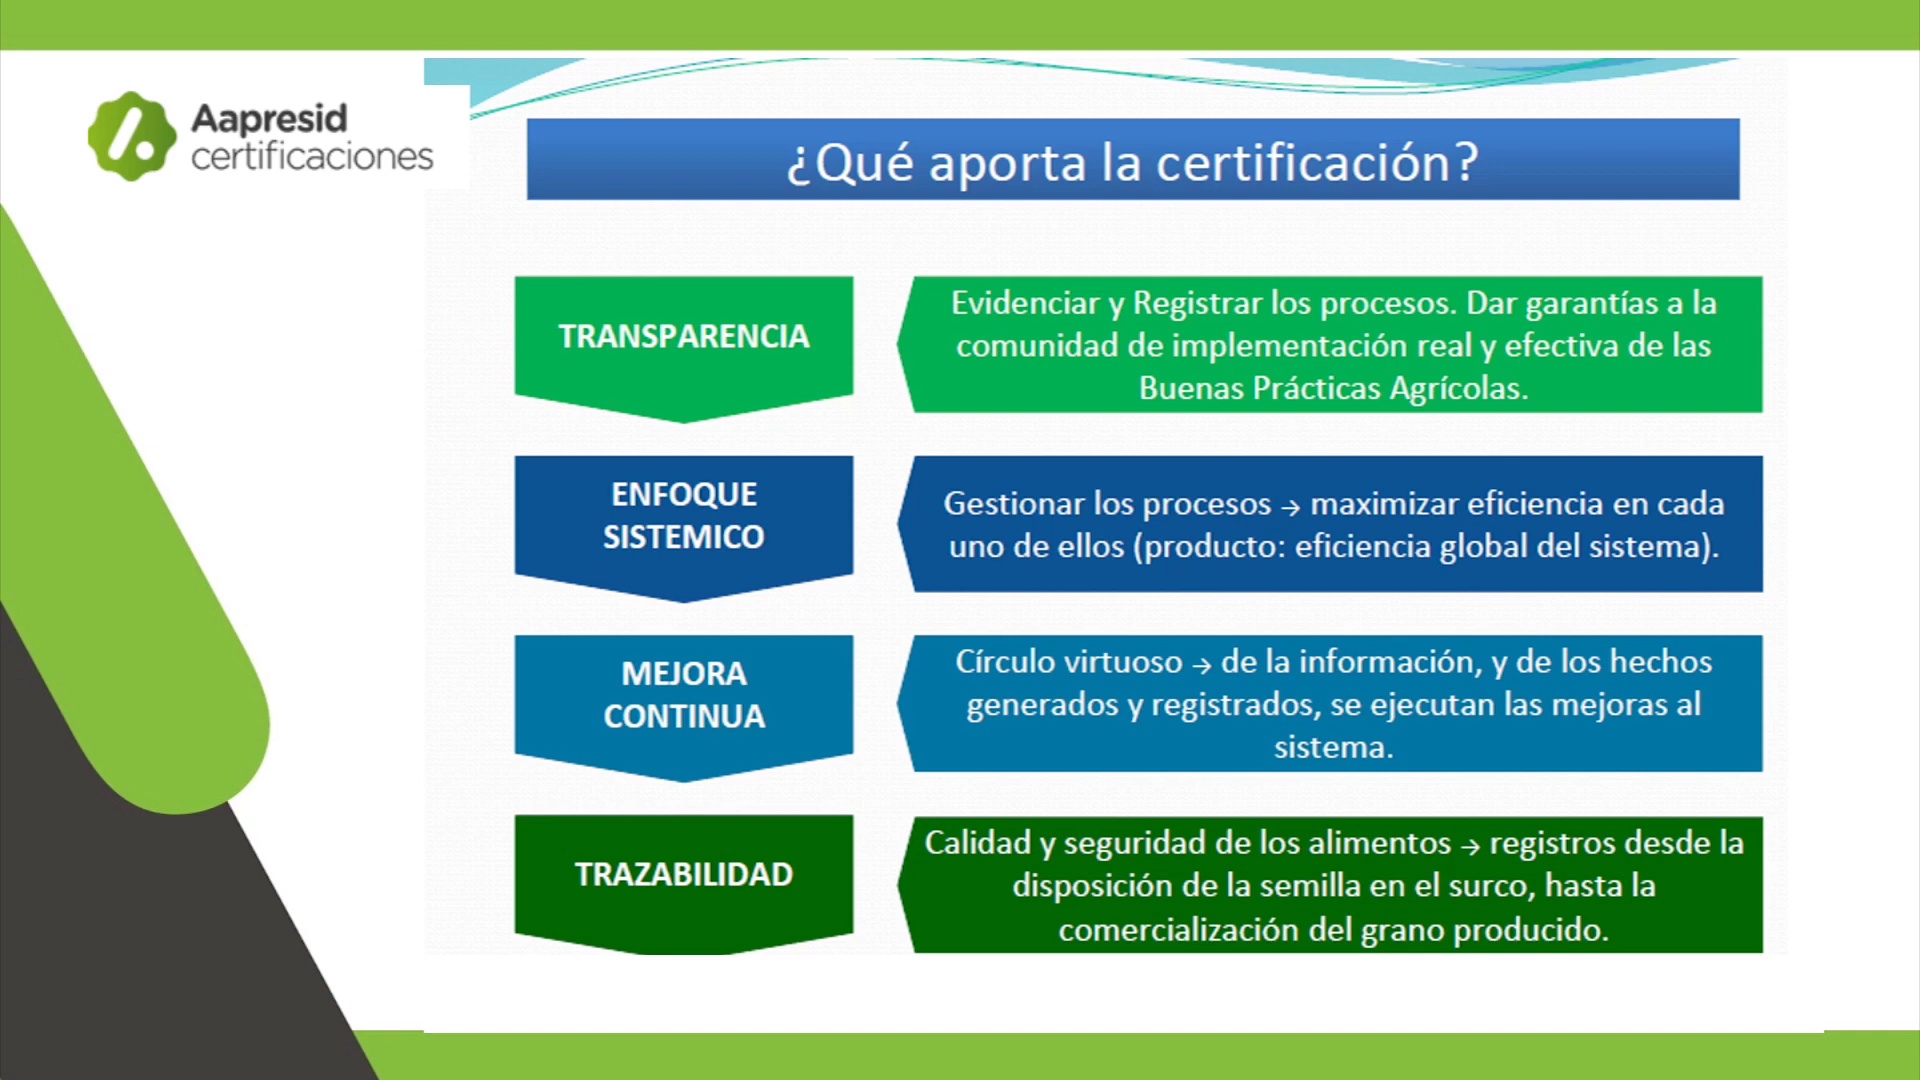 Aapresid
certificaciones
¿Qué aporta la certificación?
TRANSPARENCIA
Evidenciar y Registrar los procesos. Dar garantías a la
comunidad de implementación real y efectiva de las
Buenas Prácticas Agrícolas.
ENFOQUE
SISTEMICO
Gestionar los procesos → maximizar eficiencia en cada
uno de ellos (producto: eficiencia global del sistema).
MEJORA
CONTINUA
Círculo virtuoso → de la información, y de los hechos
generados y registrados, se ejecutan las mejoras al
sistema.
TRAZABILIDAD
Calidad y seguridad de los alimentos → registros desde la
disposición de la semilla en el surco, hasta la
comercialización del grano producido.